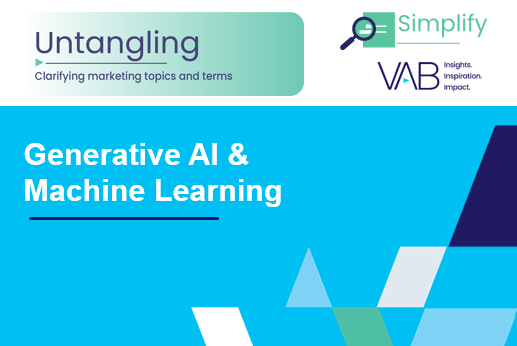 Untangling
Clarifying marketing topics and terms
Simplify
VAB
Insights.
Inspiration.
Impact.
Generative AI &
Machine Learning